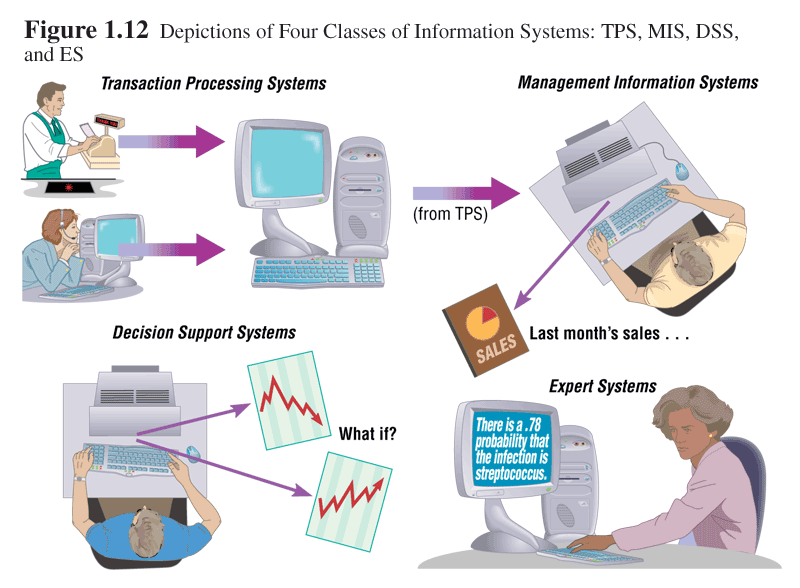 Figure 1.12 Depictions of Four Classes of Information Systems: TPS, MIS, DSS,
and ES
Transaction Processing Systems
Management Information Systems
(from TPS)
SALES
Last month's sales . . .
Decision Support Systems
What if?
Expert Systems
There is a .78
probability that
the infection is
streptococcus.